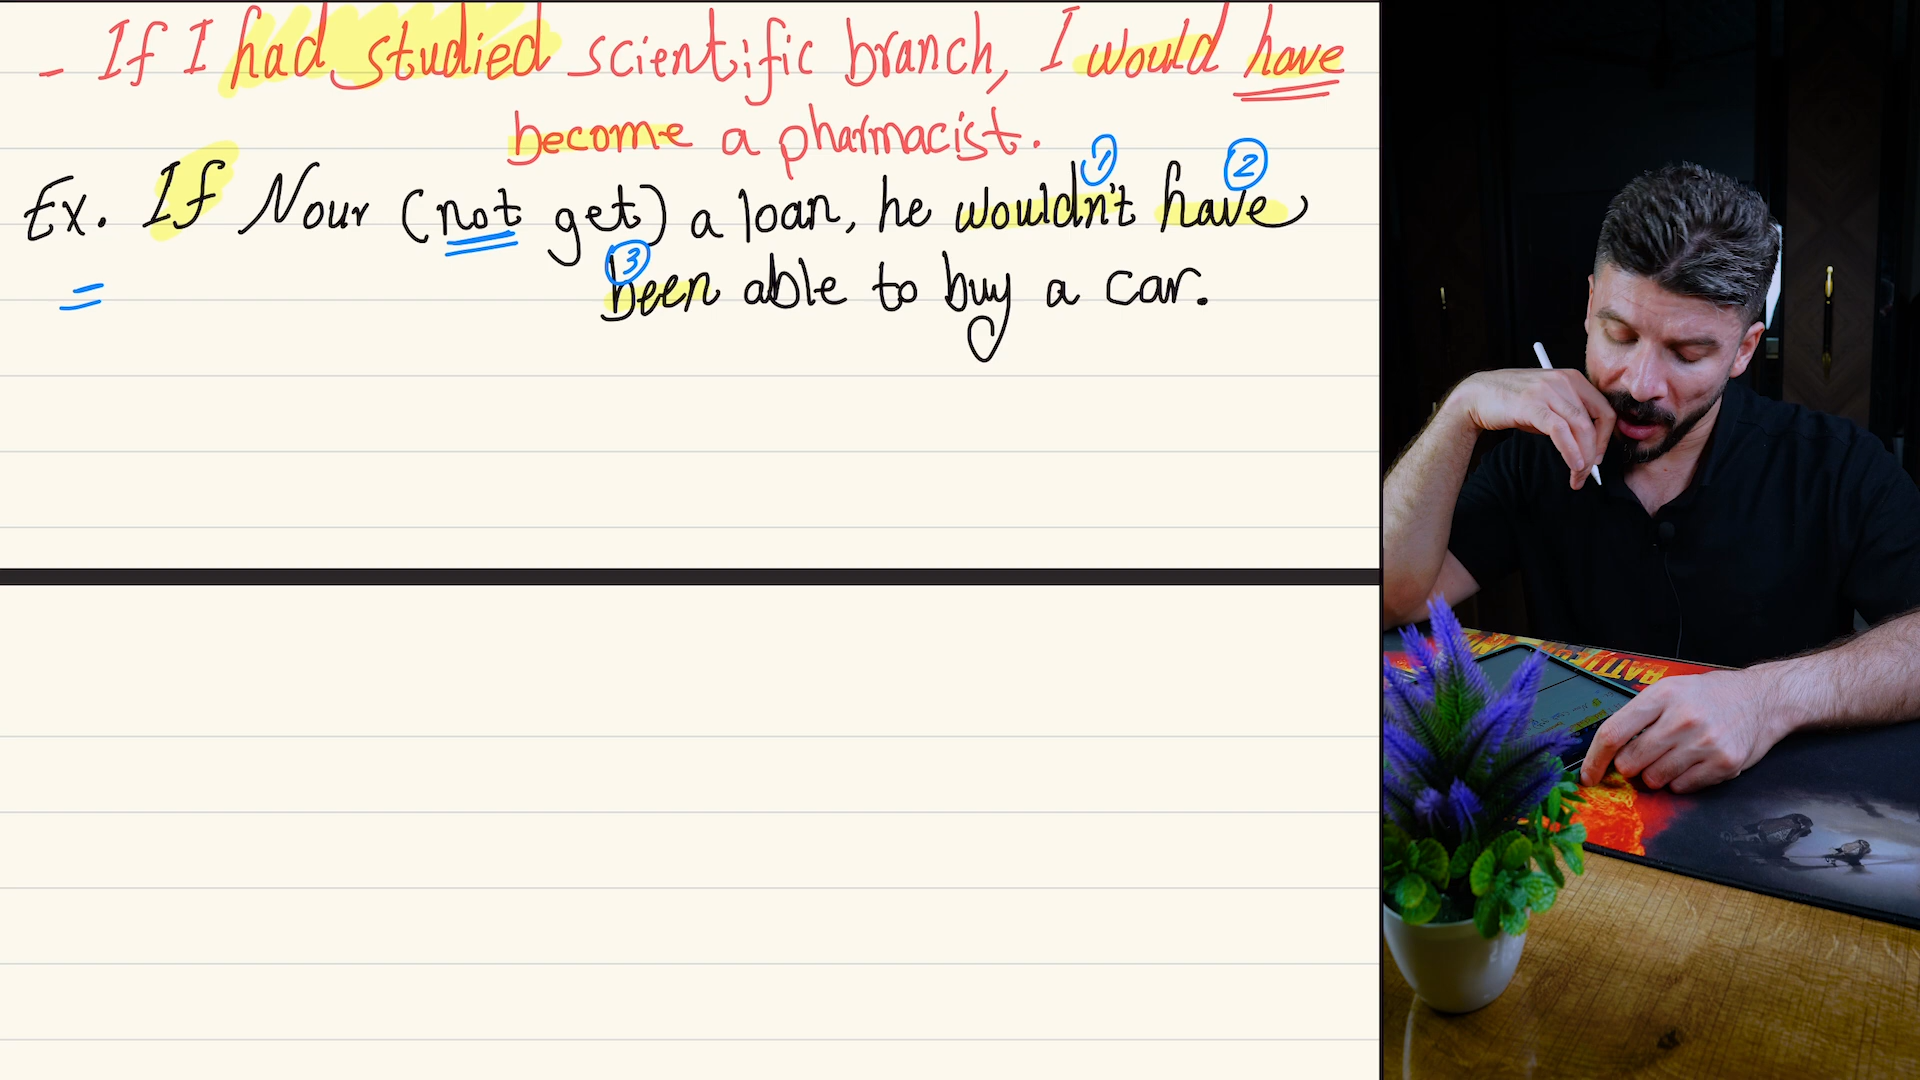 - If I had studied scientific branch, I would have
become a pharmacist.
1 2
Ex. If Nour (not get) a loan, he wouldn't have
3
= been able to buy a car.